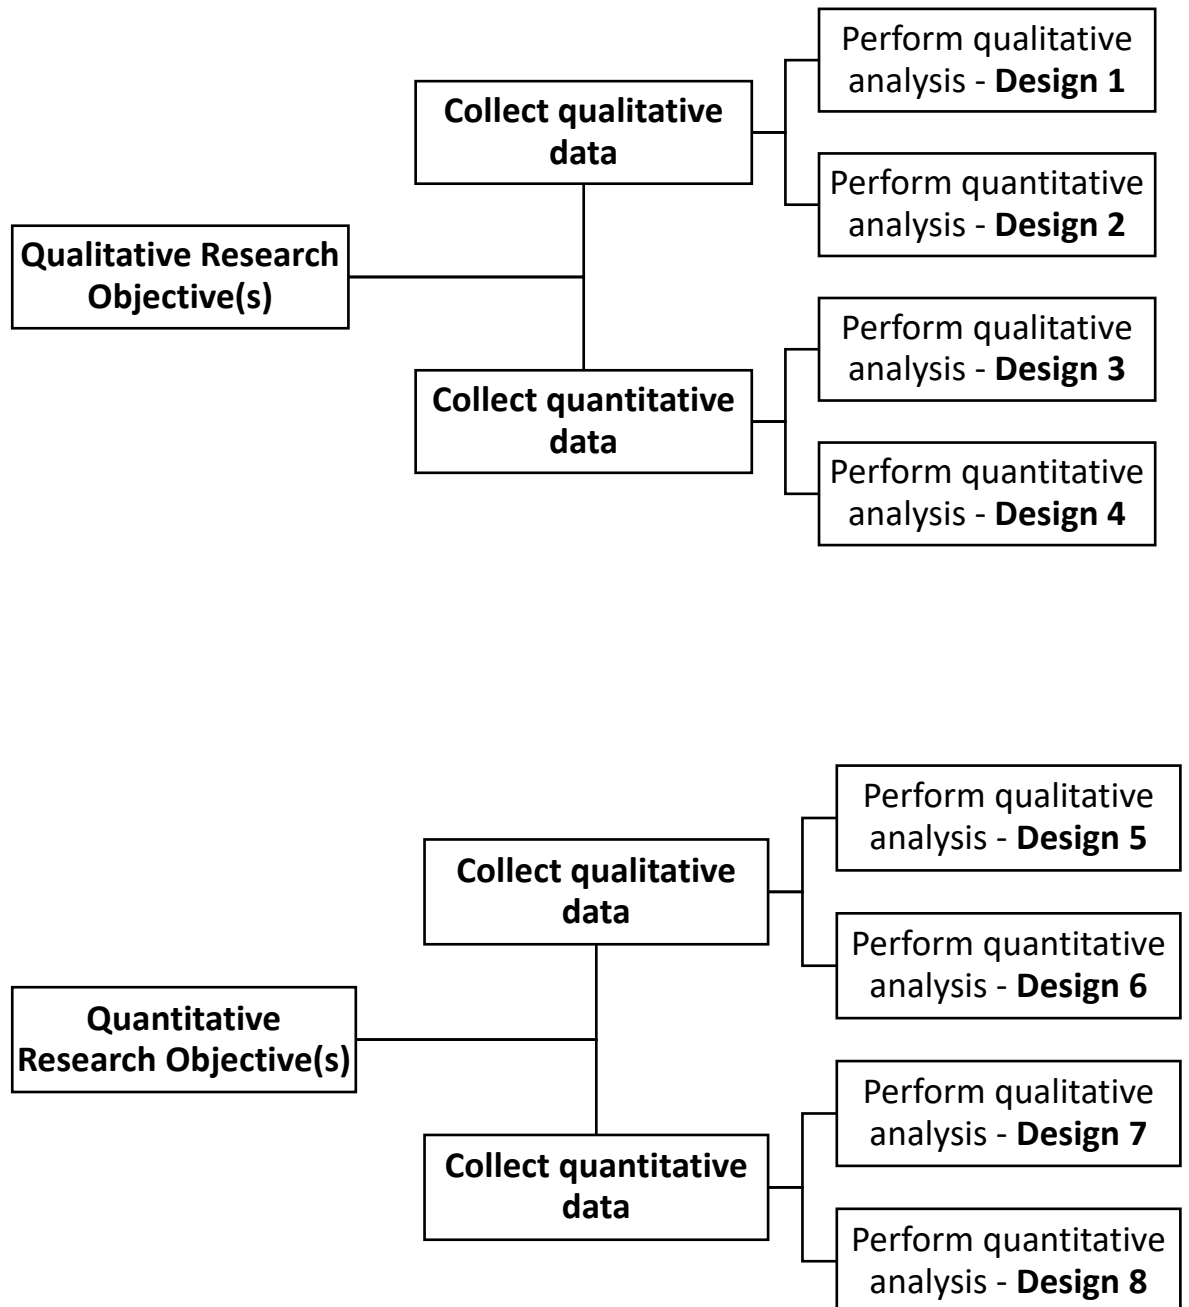 Perform qualitative
analysis - Design 1
Collect qualitative
data
Perform quantitative
analysis - Design 2
Qualitative Research
Objective(s)
Perform qualitative
analysis - Design 3
Collect quantitative
data
Perform quantitative
analysis - Design 4
Perform qualitative
analysis - Design 5
Collect qualitative
data
Perform quantitative
analysis - Design 6
Quantitative
Research Objective(s)
Perform qualitative
analysis - Design 7
Collect quantitative
data
Perform quantitative
analysis - Design 8